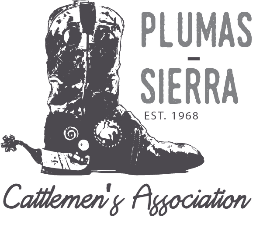 PLUMAS
-
SIERRA
EST. 1968
Cattlemen's Association